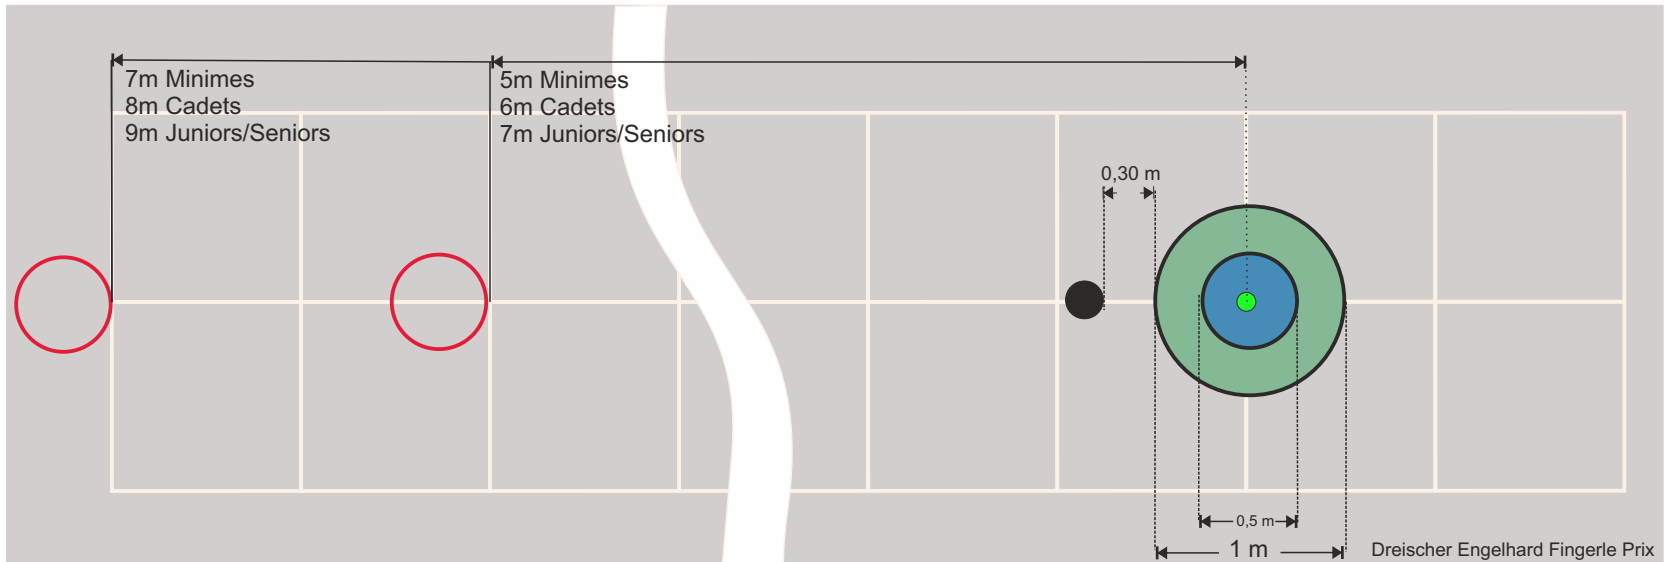 7m Minimes
8m Cadets
9m Juniors/Seniors
5m Minimes
6m Cadets
7m Juniors/Seniors
0,30 m
0,5 m
1 m
Dreischer Engelhard Fingerle Prix